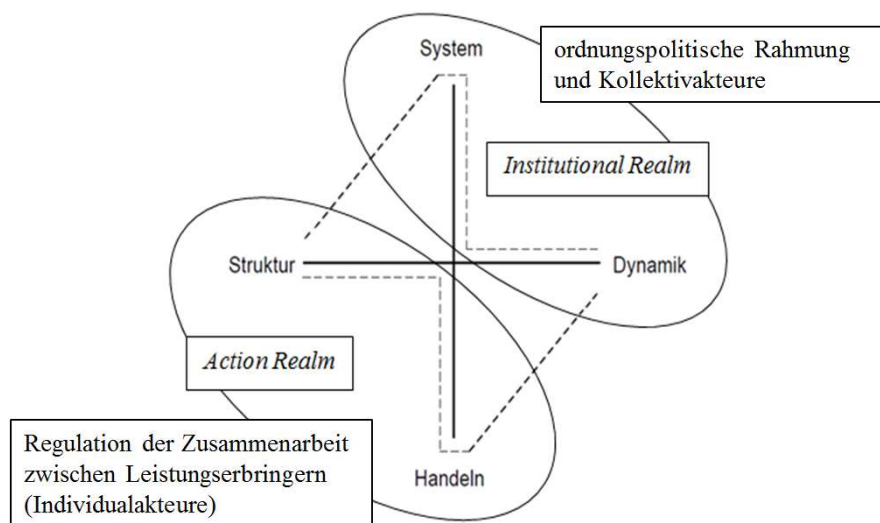 System
ordnungspolitische Rahmung
und Kollektivakteure
Institutional Realm
Struktur
Dynamik
Action Realm
Regulation der Zusammenarbeit
zwischen Leistungserbringern
(Individualakteure)
Handeln